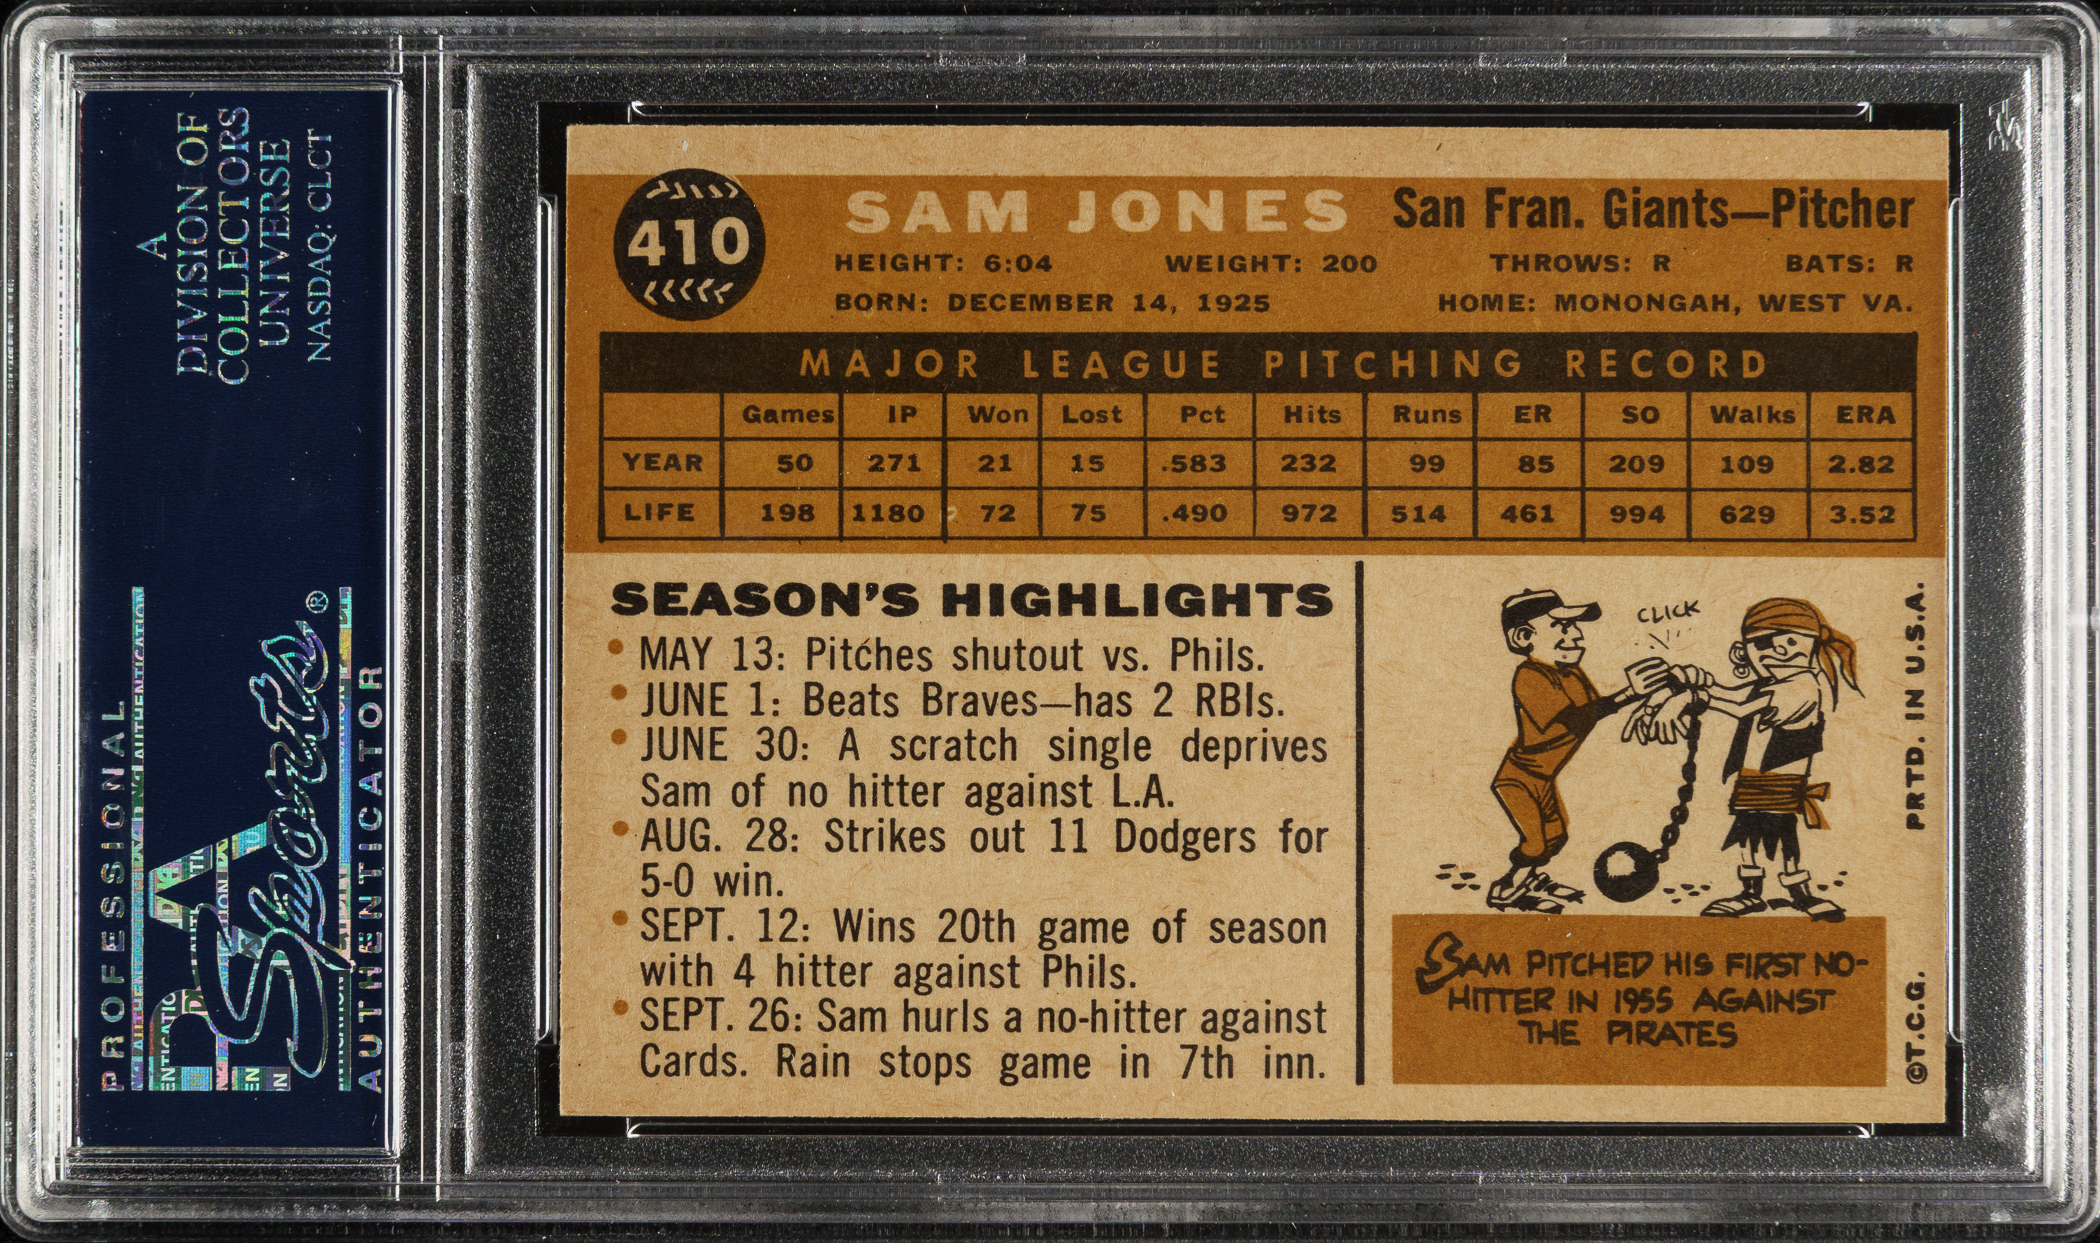 A
DIVISION OF
COLLECTORS
UNIVERSE
NASDAQ: CLCT
PROFESSIONAL
PSA
Sports®
AUTHENTICATOR
410
SAM JONES San Fran. Giants—Pitcher
HEIGHT: 6:04 WEIGHT: 200 THROWS: R BATS: R
BORN: DECEMBER 14, 1925 HOME: MONONGAH, WEST VA.
MAJOR LEAGUE PITCHING RECORD
Games IP Won Lost Pct Hits Runs ER SO Walks ERA
YEAR 50 271 21 15 .583 232 99 85 209 109 2.82
LIFE 198 1180 72 75 .490 972 514 461 994 629 3.52
SEASON'S HIGHLIGHTS
• MAY 13: Pitches shutout vs. Phils.
• JUNE 1: Beats Braves—has 2 RBIs.
• JUNE 30: A scratch single deprives
Sam of no hitter against L.A.
• AUG. 28: Strikes out 11 Dodgers for
5-0 win.
• SEPT. 12: Wins 20th game of season
with 4 hitter against Phils.
• SEPT. 26: Sam hurls a no-hitter against
Cards. Rain stops game in 7th inn.
CLICK
SAM PITCHED HIS FIRST NO-
HITTER IN 1955 AGAINST
THE PIRATES
©T.C.G. PRTD. IN U.S.A.